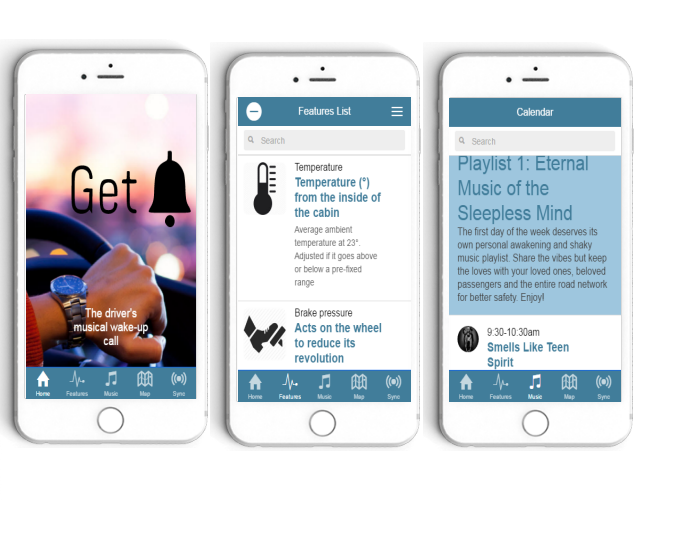 Get
The driver's
musical wake-up
call
Home Features Music Map Sync
Features List
Search
Temperature
Temperature (°)
from the inside of
the cabin
Average ambient
temperature at 23°.
Adjusted if it goes above
or below a pre-fixed
range
Brake pressure
Acts on the wheel
to reduce its
revolution
Home Features Music Map Sync
Calendar
Search
Playlist 1: Eternal
Music of the
Sleepless Mind
The first day of the week deserves its
own personal awakening and shaky
music playlist. Share the vibes but keep
the loves with your loved ones, beloved
passengers and the entire road network
for better safety. Enjoy!
9:30-10:30am
Smells Like Teen
Spirit
Home Features Music Map Sync